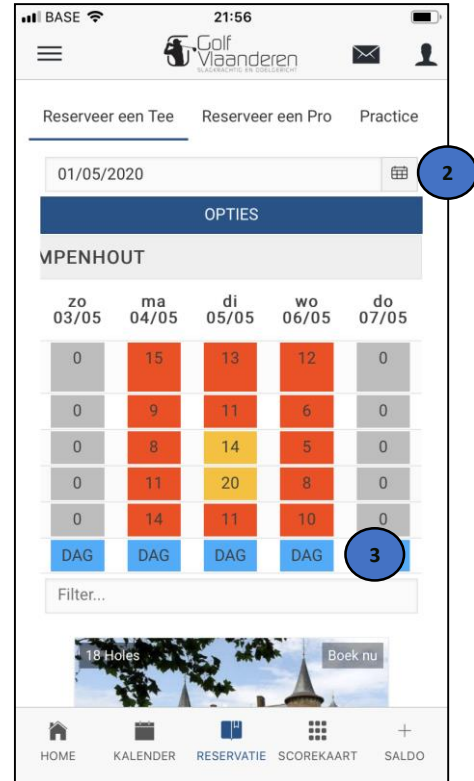 BASE 21:56
Golf
Vlaanderen
SLAGKRACHTIG EN DOELGERICHT
Reserveer een Tee Reserveer een Pro Practice
01/05/2020 2
OPTIES
MPENHOUT
zo ma di wo do
03/05 04/05 05/05 06/05 07/05
0 15 13 12 0
0 9 11 6 0
0 8 14 5 0
0 11 20 8 0
0 14 11 10 0
DAG DAG DAG DAG 3
Filter...
18 Holes Boek nu
HOME KALENDER RESERVATIE SCOREKAART SALDO